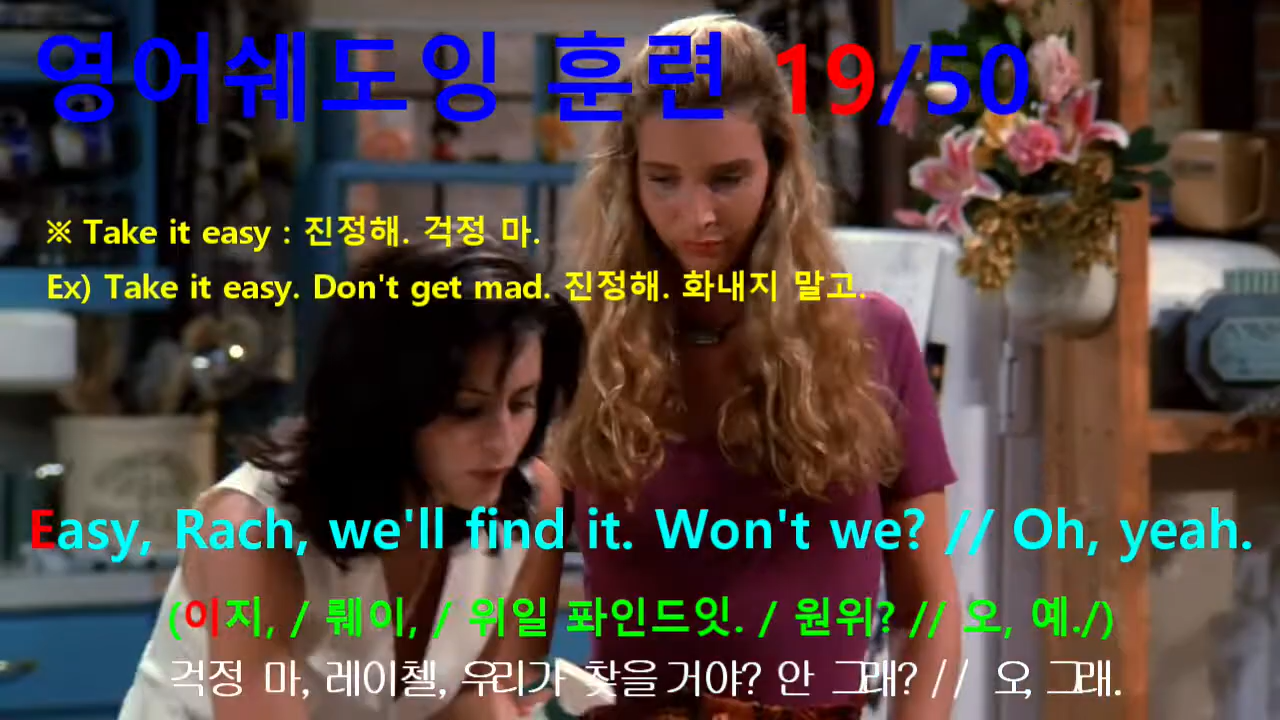 영어쉐도잉 훈련 19/50
※ Take it easy : 진정해. 걱정 마.
Ex) Take it easy. Don't get mad. 진정해. 화내지 말고.
Easy, Rach, we'll find it. Won't we? // Oh, yeah.
(이지, / 뤠이, / 위일 퐈인드잇. / 원위? // 오, 예./)
걱정 마, 레이첼, 우리가 찾을거야? 안 그래? // 오, 그래.